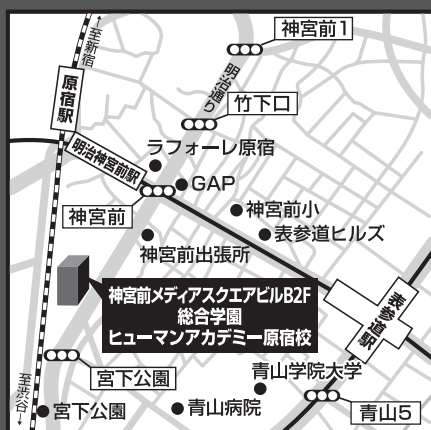 ↑至新宿
神宮前1
明治通り
原宿駅
竹下口
明治神宮前駅
ラフォーレ原宿
GAP
神宮前
神宮前小
表参道ヒルズ
神宮前出張所
神宮前メディアスクエアビルB2F
総合学園
ヒューマンアカデミー原宿校
表参道駅
宮下公園
青山学院大学
至渋谷↓
宮下公園
青山病院
青山5